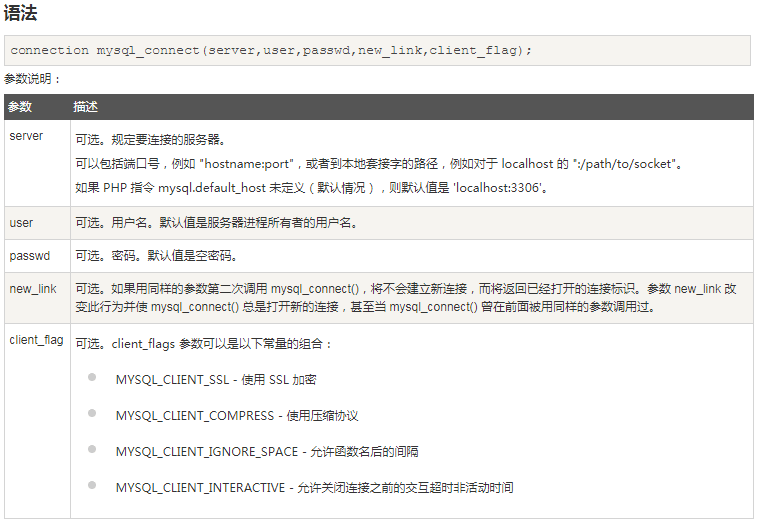 语法
connection mysql_connect(server,user,passwd,new_link,client_flag);
参数说明：
参数 描述
server 可选。规定要连接的服务器。
可以包括端口号，例如 "hostname:port"，或者到本地套接字的路径，例如对于 localhost 的 ":/path/to/socket"。
如果 PHP 指令 mysql.default_host 未定义（默认情况），则默认值是 'localhost:3306'。
user 可选。用户名。默认值是服务器进程所有者的用户名。
passwd 可选。密码。默认值是空密码。
new_link 可选。如果用同样的参数第二次调用 mysql_connect()，将不会建立新连接，而将返回已经打开的连接标识。参数 new_link 改
变此行为并使 mysql_connect() 总是打开新的连接，甚至当 mysql_connect() 曾在前面被用同样的参数调用过。
client_flag 可选。client_flags 参数可以是以下常量的组合：
MYSQL_CLIENT_SSL - 使用 SSL 加密
MYSQL_CLIENT_COMPRESS - 使用压缩协议
MYSQL_CLIENT_IGNORE_SPACE - 允许函数名后的间隔
MYSQL_CLIENT_INTERACTIVE - 允许关闭连接之前的交互超时非活动时间